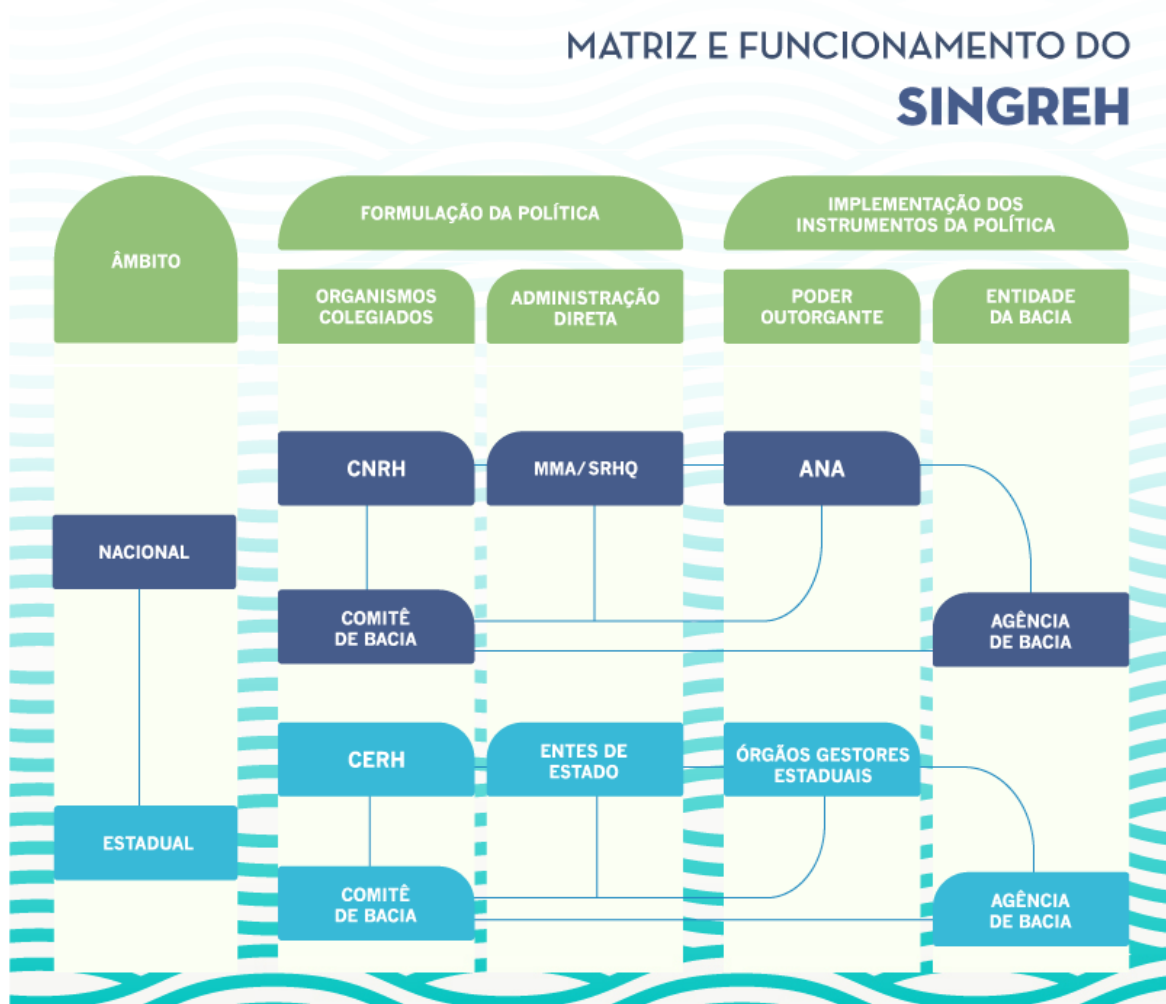 MATRIZ E FUNCIONAMENTO DO
SINGREH
ÂMBITO
FORMULAÇÃO DA POLÍTICA
IMPLEMENTAÇÃO DOS
INSTRUMENTOS DA POLÍTICA
ORGANISMOS
COLEGIADOS
ADMINISTRAÇÃO
DIRETA
PODER
OUTORGANTE
ENTIDADE
DA BACIA
NACIONAL
CNRH
MMA/SRHQ
ANA
COMITÊ
DE BACIA
AGÊNCIA
DE BACIA
ESTADUAL
CERH
ENTES DE
ESTADO
ÓRGÃOS GESTORES
ESTADUAIS
COMITÊ
DE BACIA
AGÊNCIA
DE BACIA